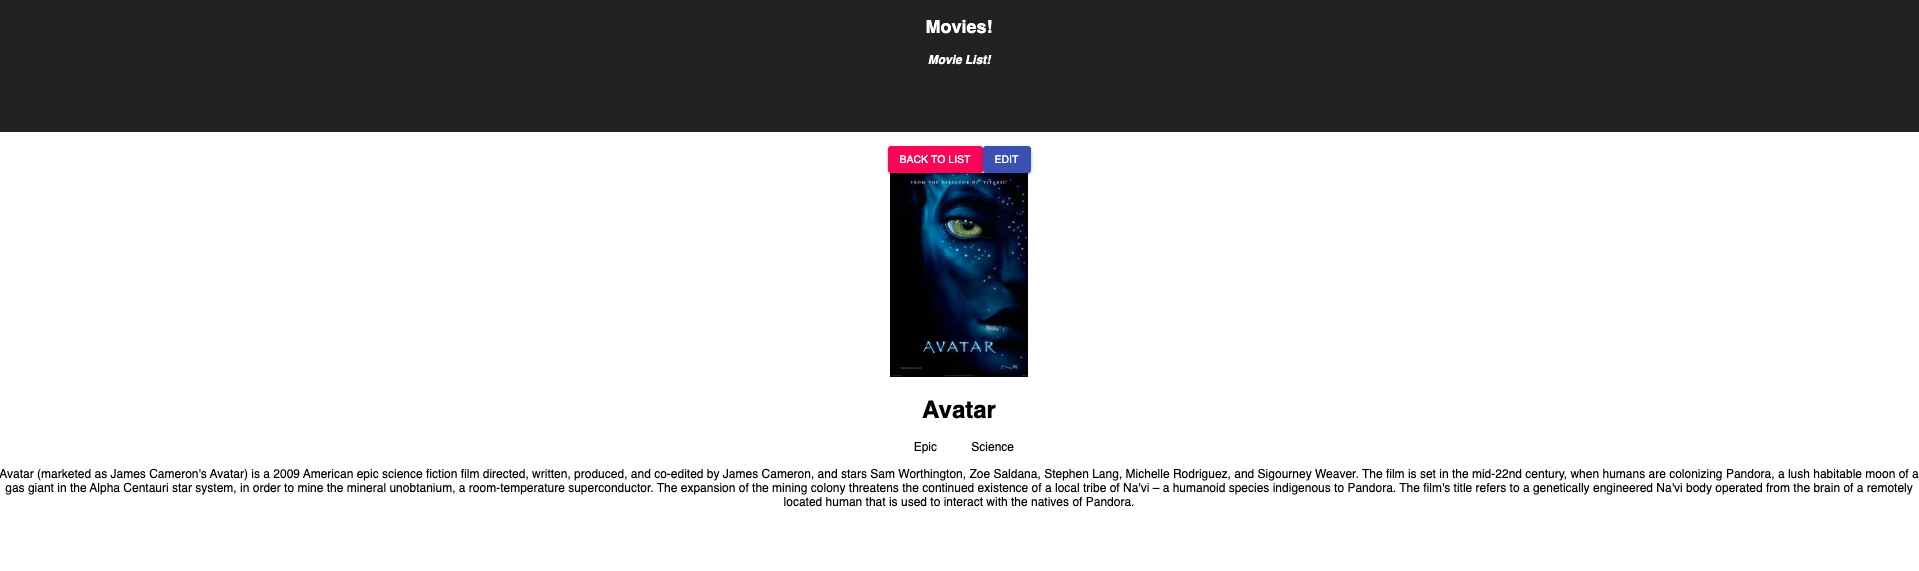 Movies!
Movie List!
BACK TO LIST EDIT
FROM THE DIRECTOR OF 'TITANIC'
AVATAR
Avatar
Epic Science
Avatar (marketed as James Cameron's Avatar) is a 2009 American epic science fiction film directed, written, produced, and co-edited by James Cameron, and stars Sam Worthington, Zoe Saldana, Stephen Lang, Michelle Rodriguez, and Sigourney Weaver. The film is set in the mid-22nd century, when humans are colonizing Pandora, a lush habitable moon of a
gas giant in the Alpha Centauri star system, in order to mine the mineral unobtanium, a room-temperature superconductor. The expansion of the mining colony threatens the continued existence of a local tribe of Na'vi – a humanoid species indigenous to Pandora. The film's title refers to a genetically engineered Na'vi body operated from the brain of a remotely
located human that is used to interact with the natives of Pandora.